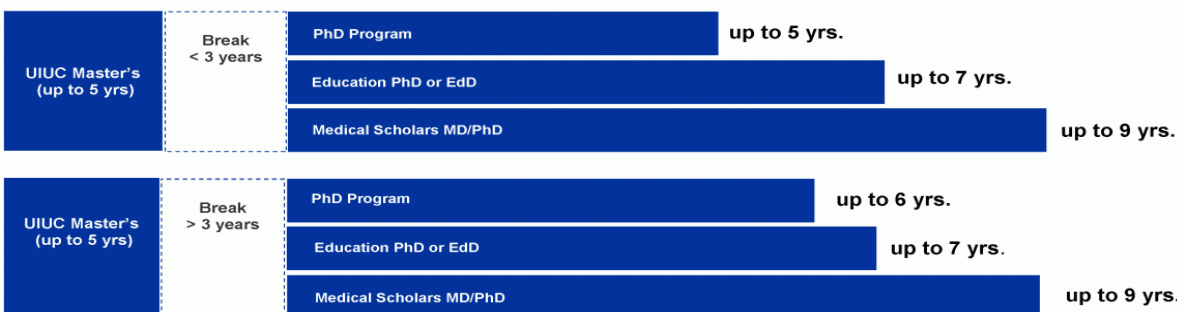 PhD Program
up to 5 yrs.
Break
< 3 years
UIUC Master's
(up to 5 yrs)
Education PhD or EdD
up to 7 yrs.
Medical Scholars MD/PhD
up to 9 yrs.
PhD Program
up to 6 yrs.
Break
> 3 years
UIUC Master's
(up to 5 yrs)
Education PhD or EdD
up to 7 yrs.
Medical Scholars MD/PhD
up to 9 yrs.